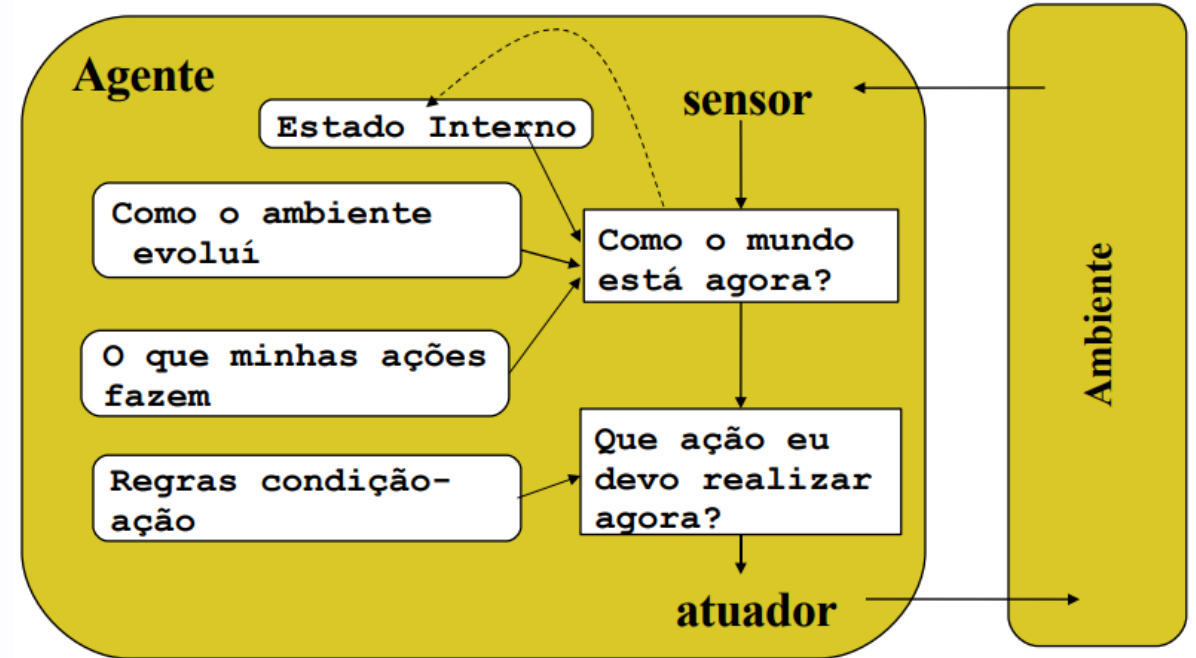 Agente
sensor
Estado Interno
Como o ambiente
evoluí
Como o mundo
está agora?
O que minhas ações
fazem
Que ação eu
devo realizar
agora?
Regras condição-
ação
atuador
Ambiente